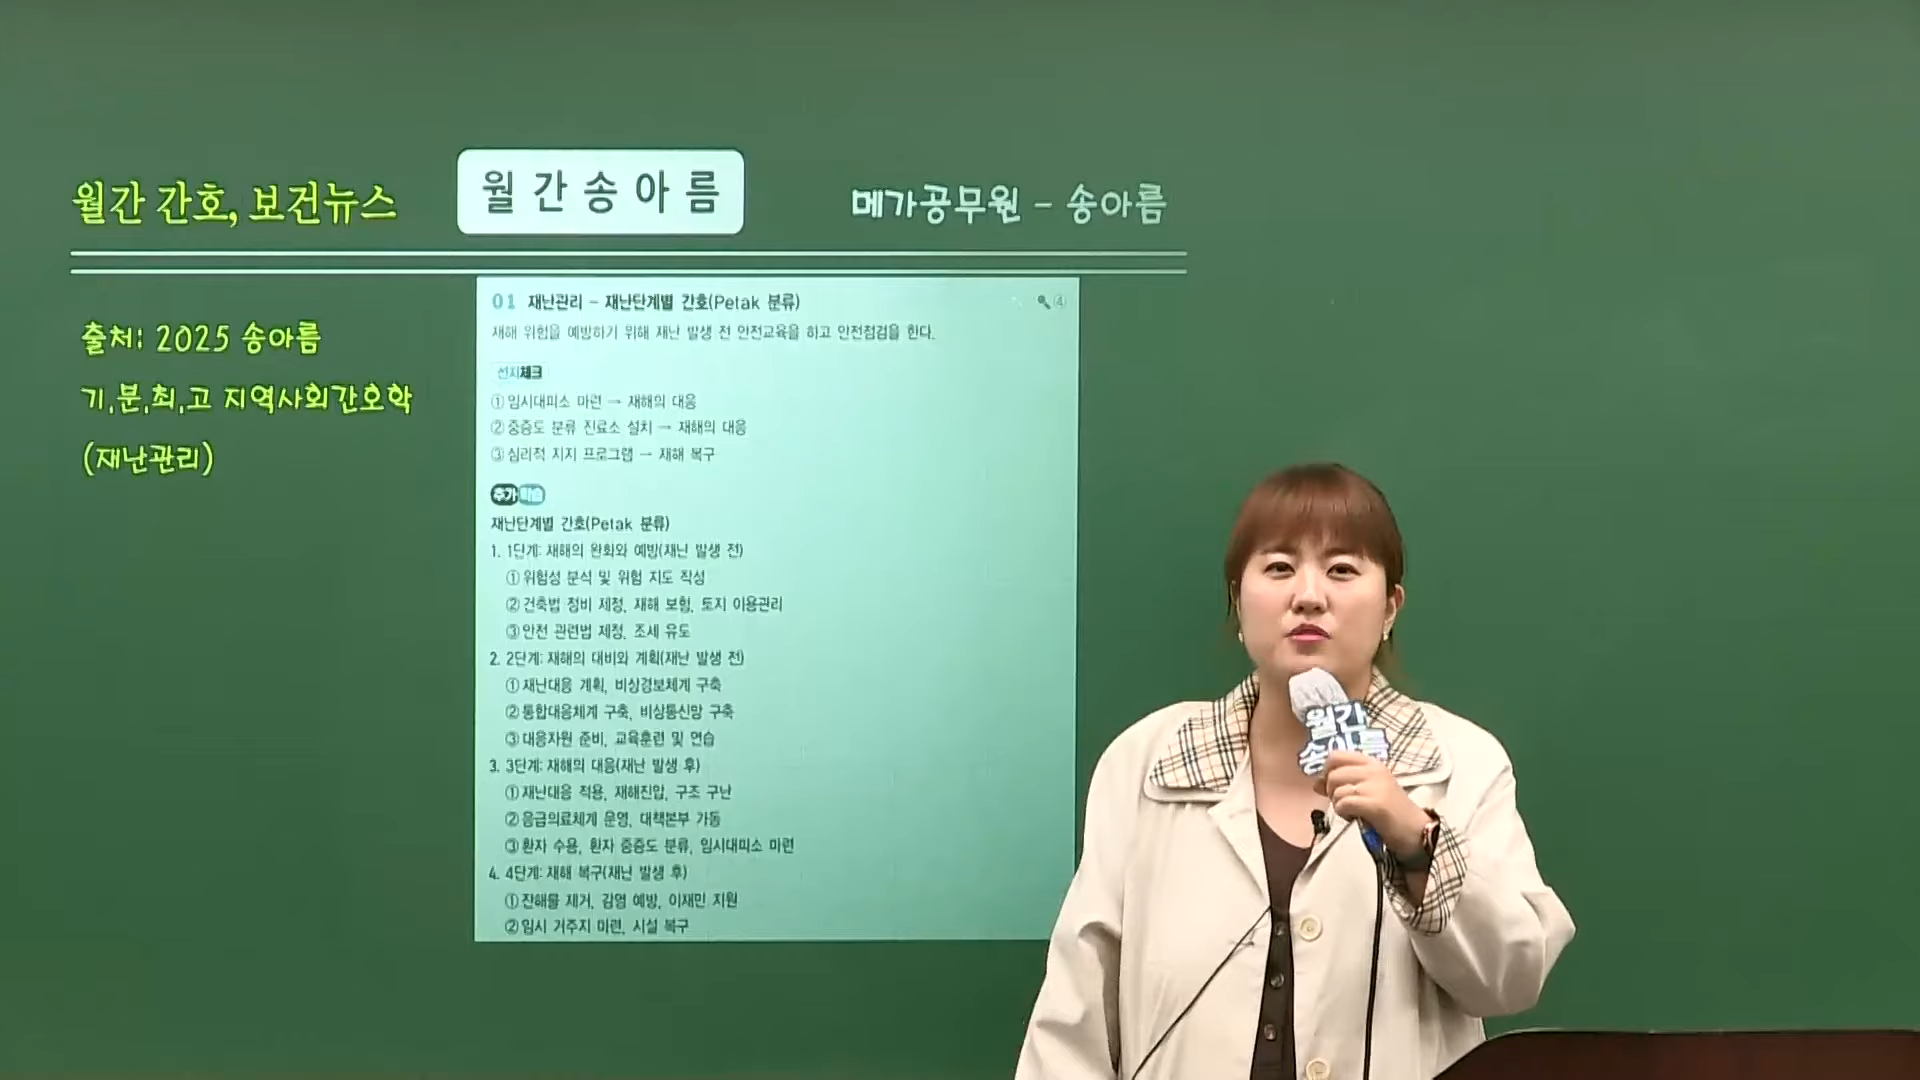 월간 간호, 보건뉴스
월간송아름
메가공무원 - 송아름
출처: 2025 송아름
기.분.최.고 지역사회간호학
(재난관리)
01 재난관리 - 재난단계별 간호(Petak 분류) ④
재해 위험을 예방하기 위해 재난 발생 전 안전교육을 하고 안전점검을 한다.
선지체크
① 임시대피소 마련 → 재해의 대응
② 중증도 분류 진료소 설치 → 재해의 대응
③ 심리적 지지 프로그램 → 재해 복구
추가학습
재난단계별 간호(Petak 분류)
1. 1단계: 재해의 완화와 예방(재난 발생 전)
① 위험성 분석 및 위험 지도 작성
② 건축법 정비 제정, 재해 보험, 토지 이용관리
③ 안전 관련법 제정, 조세 유도
2. 2단계: 재해의 대비와 계획(재난 발생 전)
① 재난대응 계획, 비상경보체계 구축
② 통합대응체계 구축, 비상통신망 구축
③ 대응자원 준비, 교육훈련 및 연습
3. 3단계: 재해의 대응(재난 발생 후)
① 재난대응 적용, 재해진압, 구조 구난
② 응급의료체계 운영, 대책본부 가동
③ 환자 수용, 환자 중증도 분류, 임시대피소 마련
4. 4단계: 재해 복구(재난 발생 후)
① 잔해물 제거, 감염 예방, 이재민 지원
② 임시 거주지 마련, 시설 복구
월간
송아름